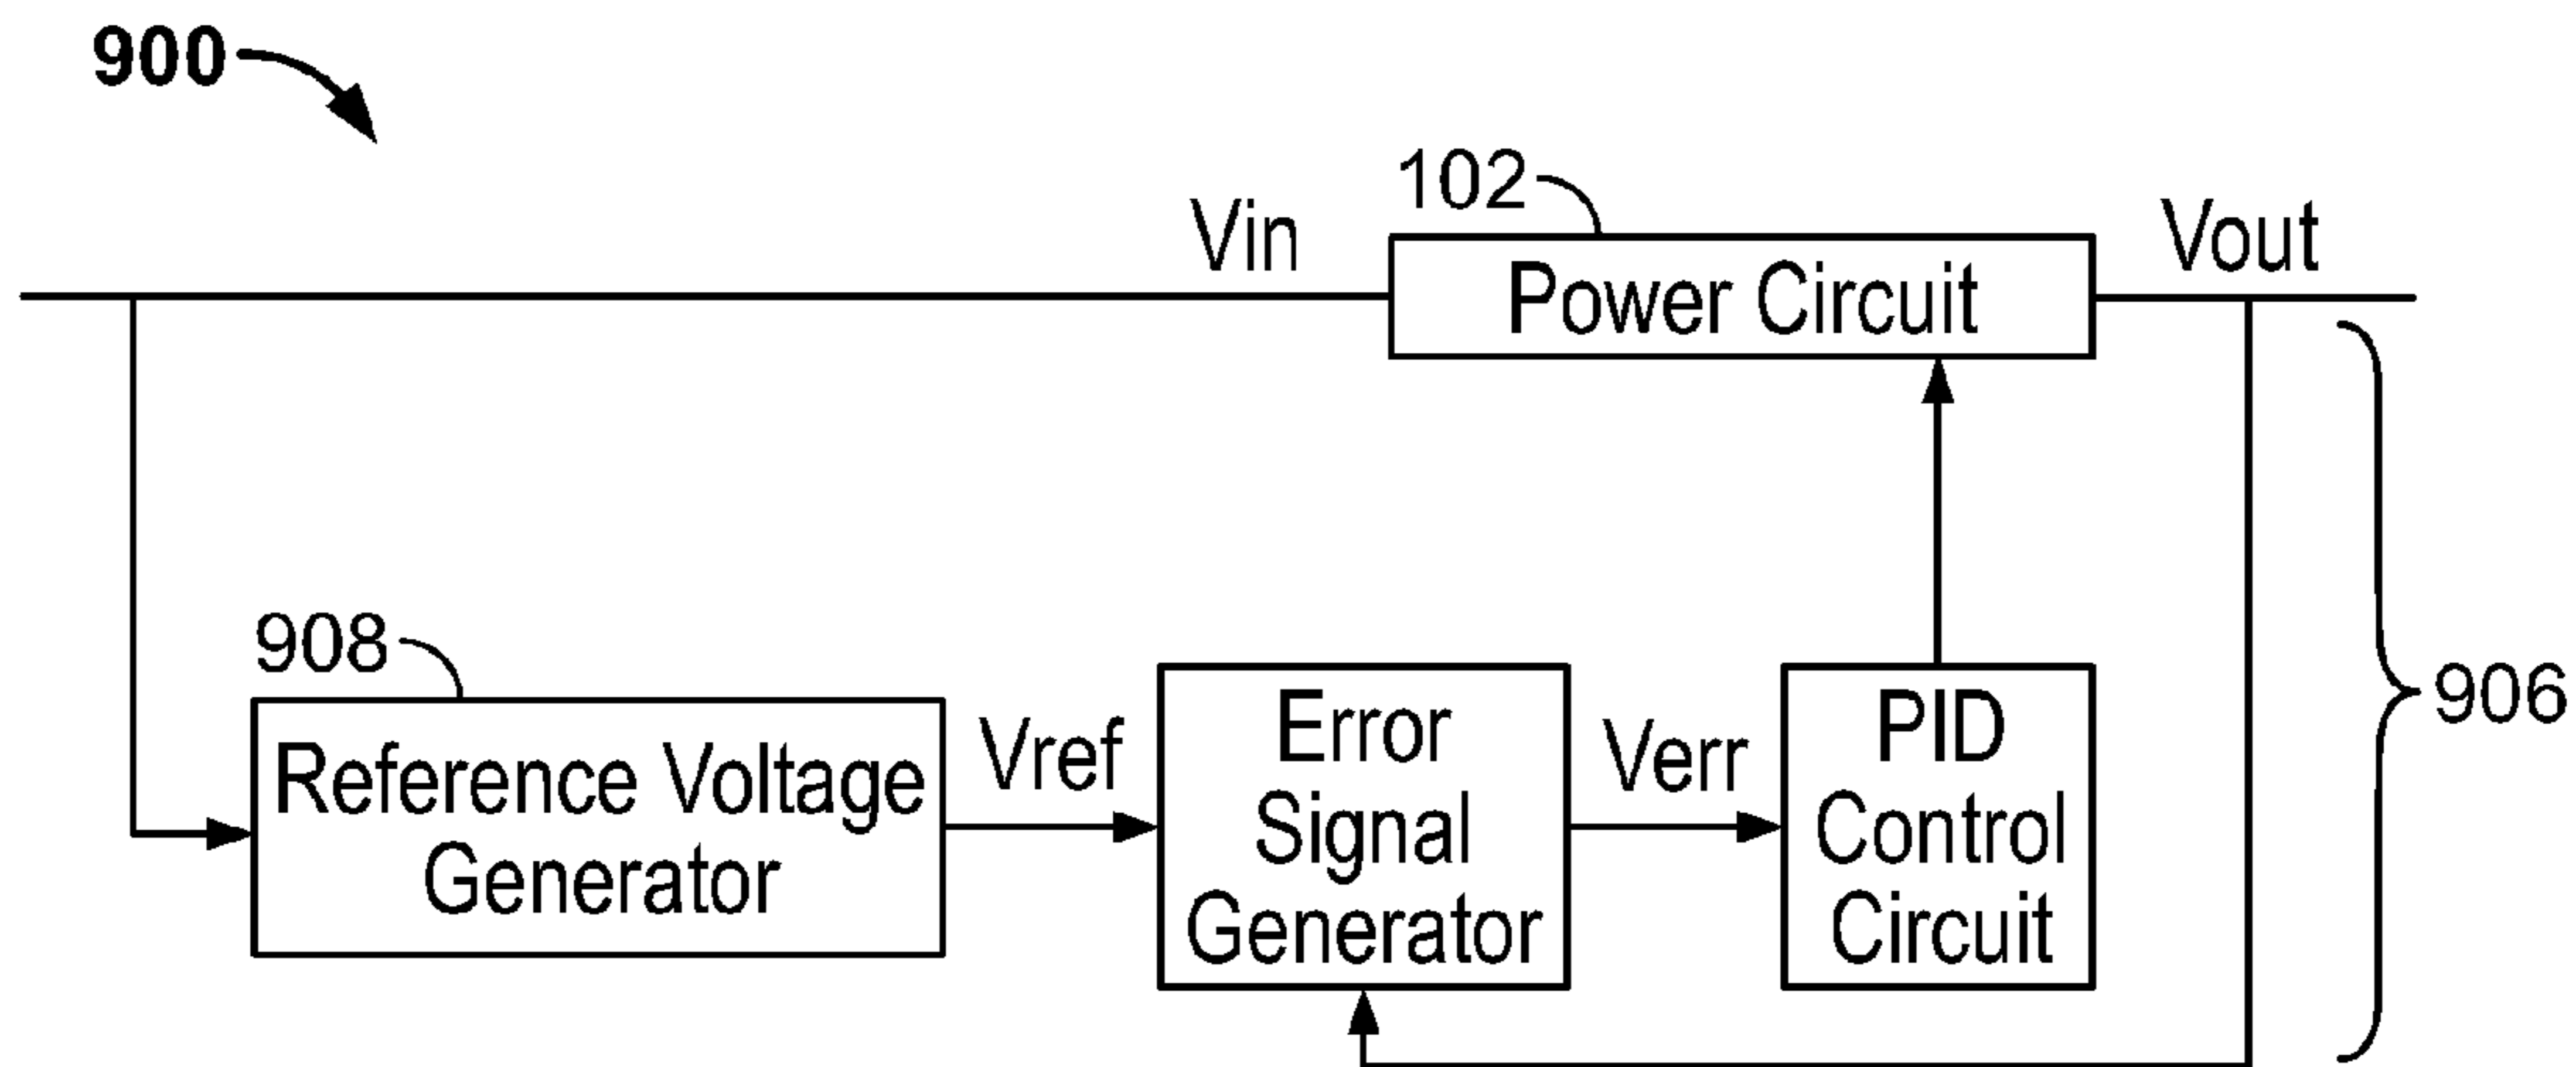 900
102
Vin
Power Circuit
Vout
908
Reference Voltage
Generator
Vref
Error
Signal
Generator
Verr
PID
Control
Circuit
906